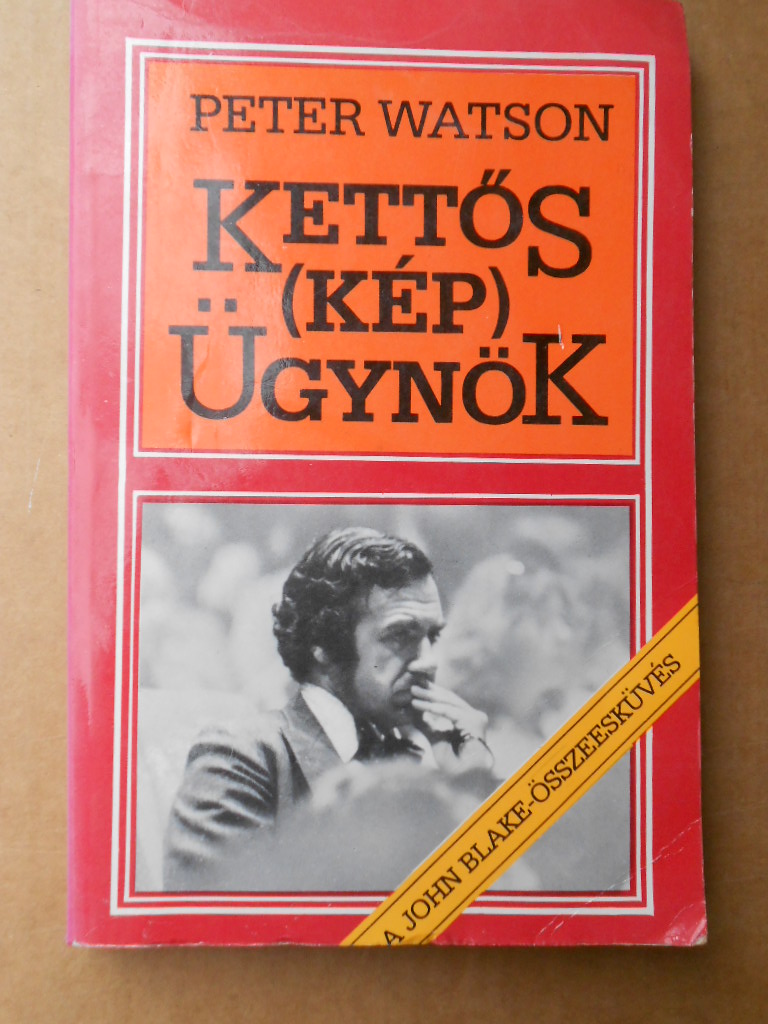 PETER WATSON
KETTŐS
(KÉP)
ÜGYNÖK
A JOHN BLAKE-ÖSSZEESKÜVÉS